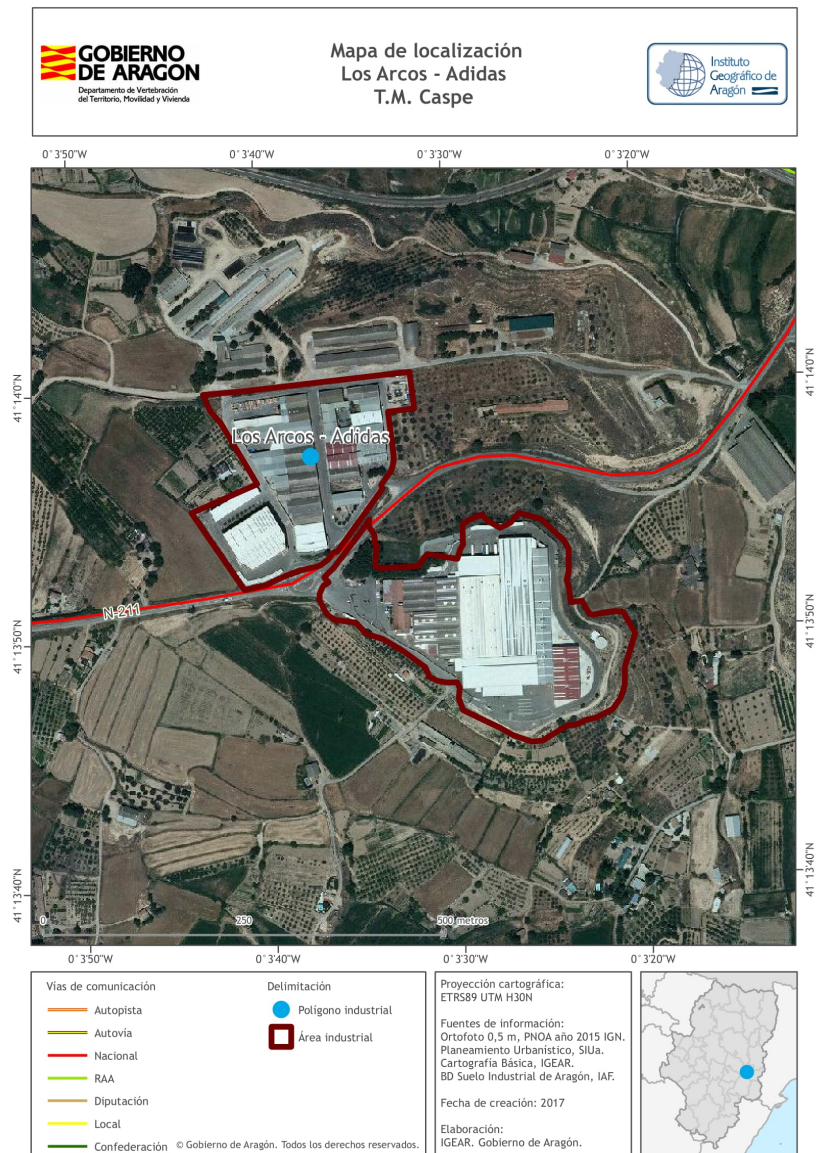 GOBIERNO
DE ARAGON
Departamento de Vertebración
del Territorio, Movilidad y Vivienda
Mapa de localización
Los Arcos - Adidas
T.M. Caspe
Instituto
Geográfico de
Aragón
0°3'50"W
0°3'40"W
0°3'30"W
0°3'20"W
41°14'0"N
41°14'0"N
Los Arcos - Adidas
N-211
41°13'50"N
41°13'50"N
41°13'40"N
41°13'40"N
0
250
500 metros
0°3'50"W
0°3'40"W
0°3'30"W
0°3'20"W
Vías de comunicación
Autopista
Autovía
Nacional
RAA
Diputación
Local
Confederación
Delimitación
Polígono industrial
Área industrial
© Gobierno de Aragón. Todos los derechos reservados.
Proyección cartográfica:
ETRS89 UTM H30N
Fuentes de información:
Ortofoto 0,5 m, PNOA año 2015 IGN.
Planeamiento Urbanístico, SIUa.
Cartografía Básica, IGEAR.
BD Suelo Industrial de Aragón, IAF.
Fecha de creación: 2017
Elaboración:
IGEAR. Gobierno de Aragón.